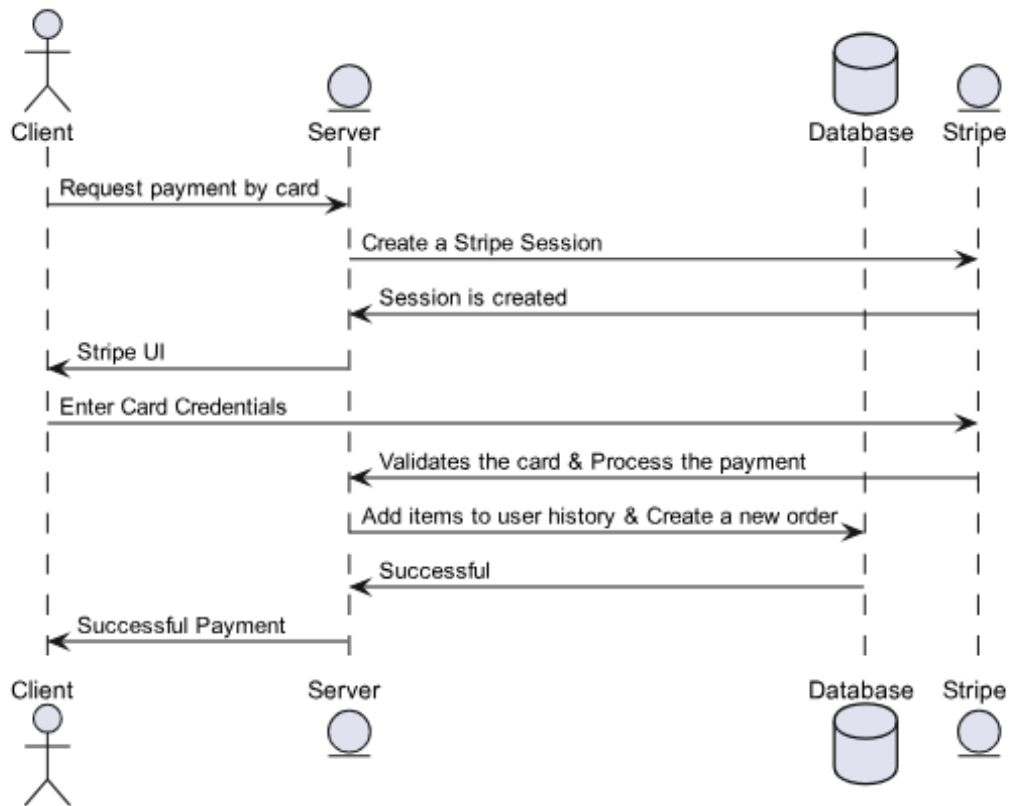 Client
Server
Database
Stripe
Request payment by card
Create a Stripe Session
Session is created
Stripe UI
Enter Card Credentials
Validates the card & Process the payment
Add items to user history & Create a new order
Successful
Successful Payment
Client
Server
Database
Stripe